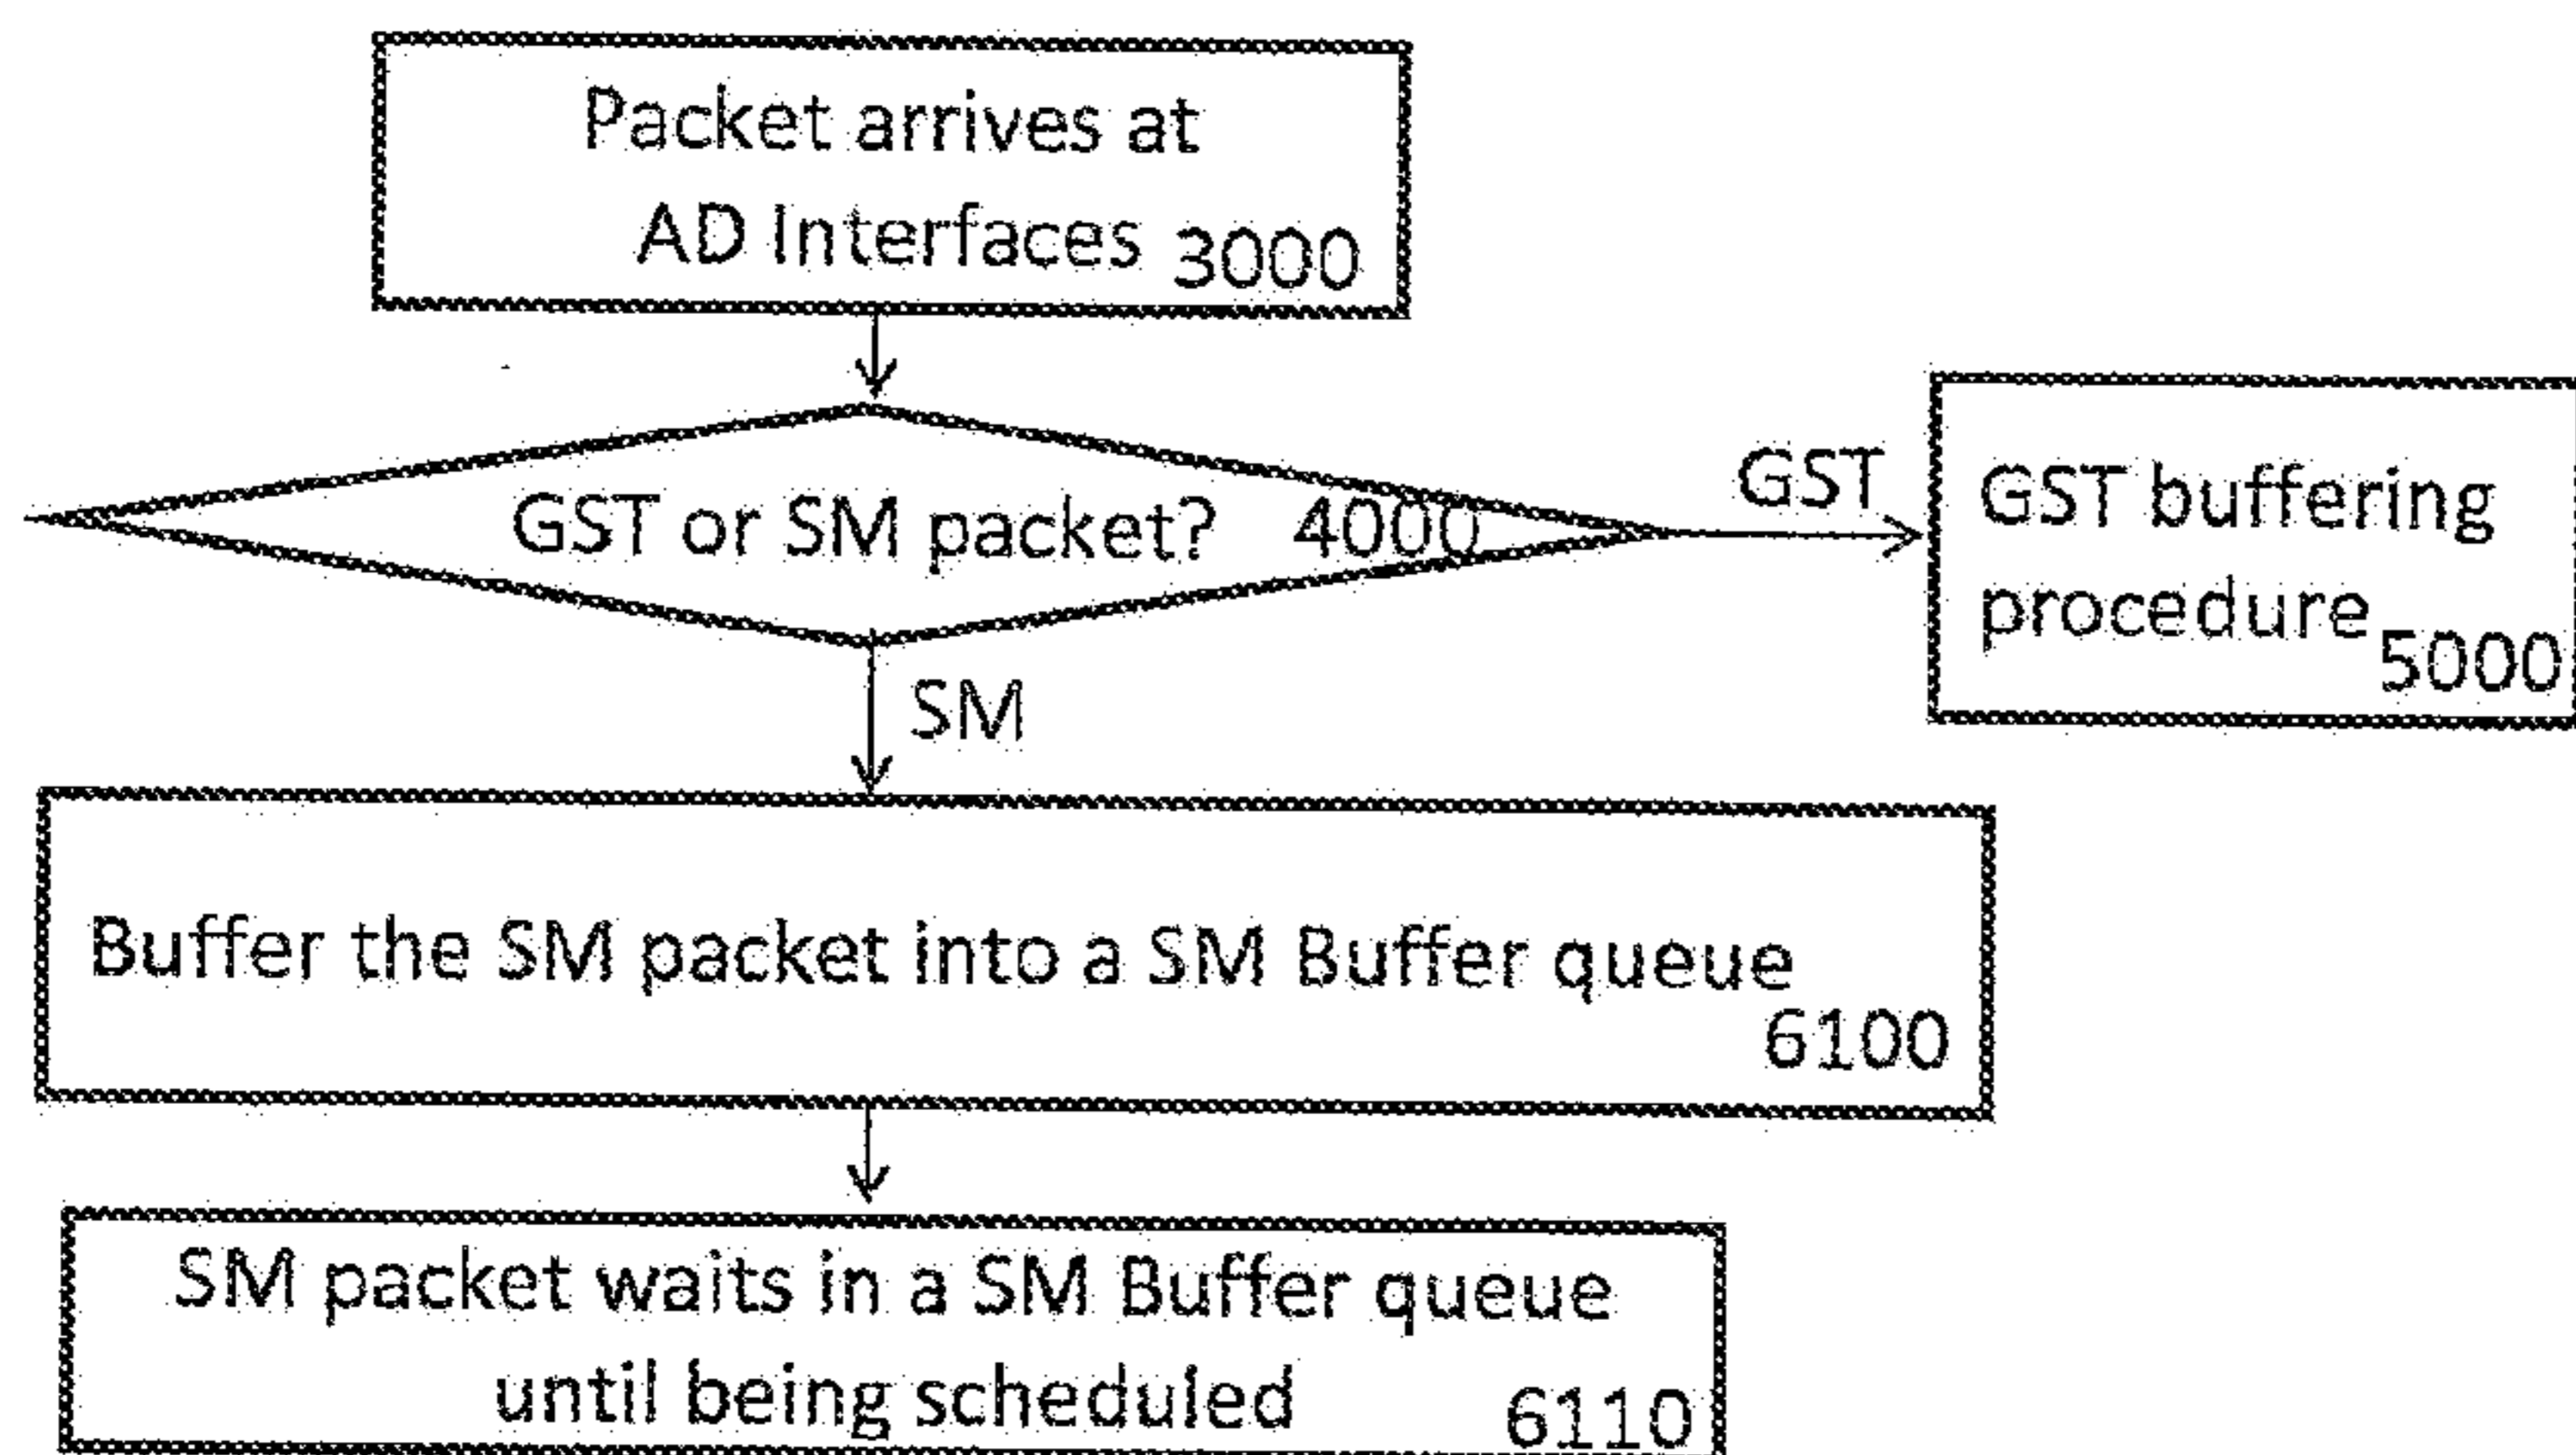 Packet arrives at
AD Interfaces 3000
GST or SM packet? 4000
GST
GST buffering
procedure 5000
SM
Buffer the SM packet into a SM Buffer queue
6100
SM packet waits in a SM Buffer queue
until being scheduled 6110